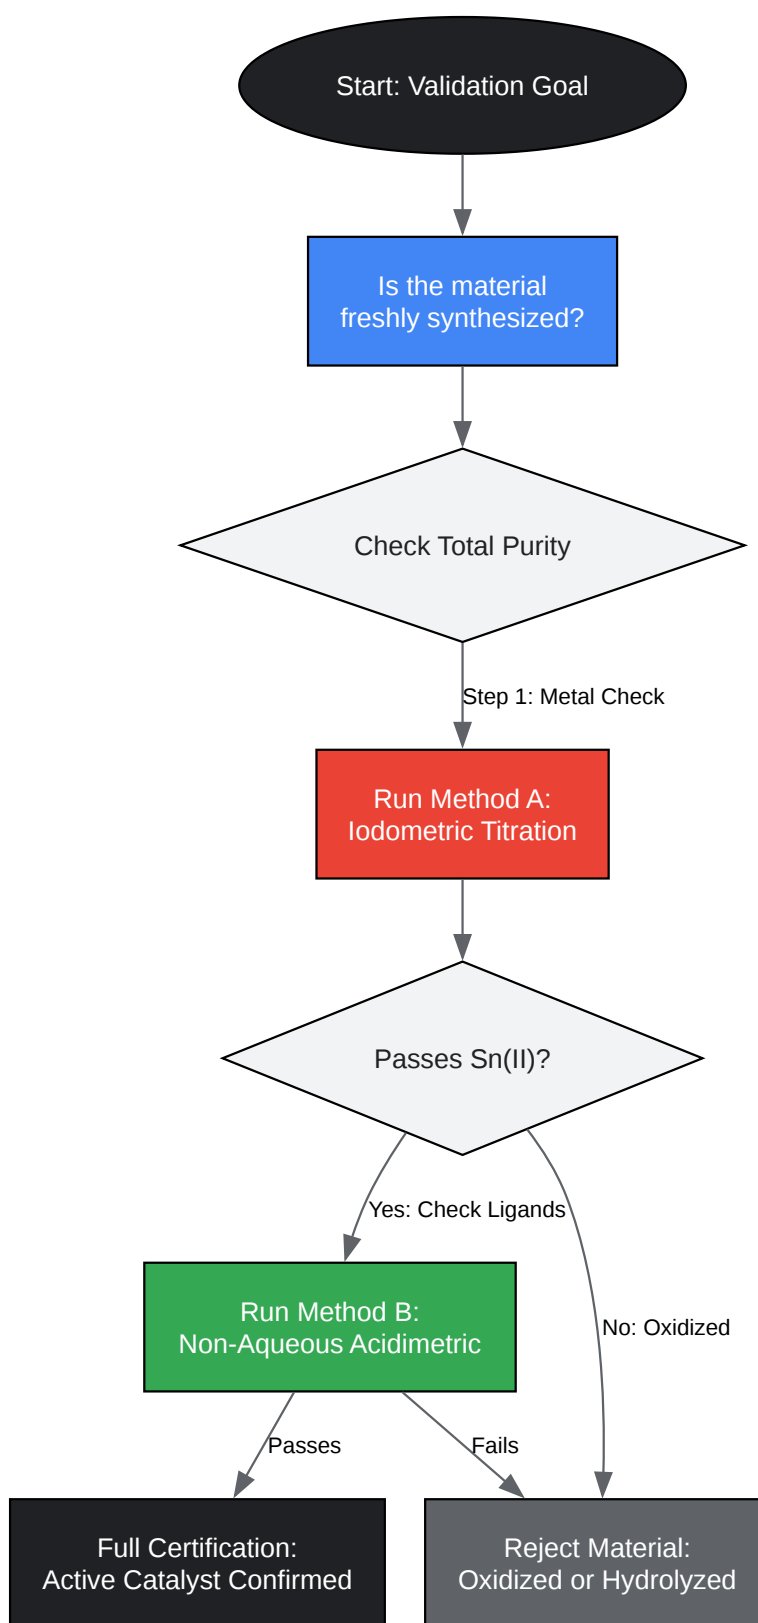 Start: Validation Goal
Is the material
freshly synthesized?
Check Total Purity
Step 1: Metal Check
Run Method A:
Iodometric Titration
Passes Sn(II)?
Yes: Check Ligands
Run Method B:
Non-Aqueous Acidimetric
No: Oxidized
Passes
Fails
Full Certification:
Active Catalyst Confirmed
Reject Material:
Oxidized or Hydrolyzed